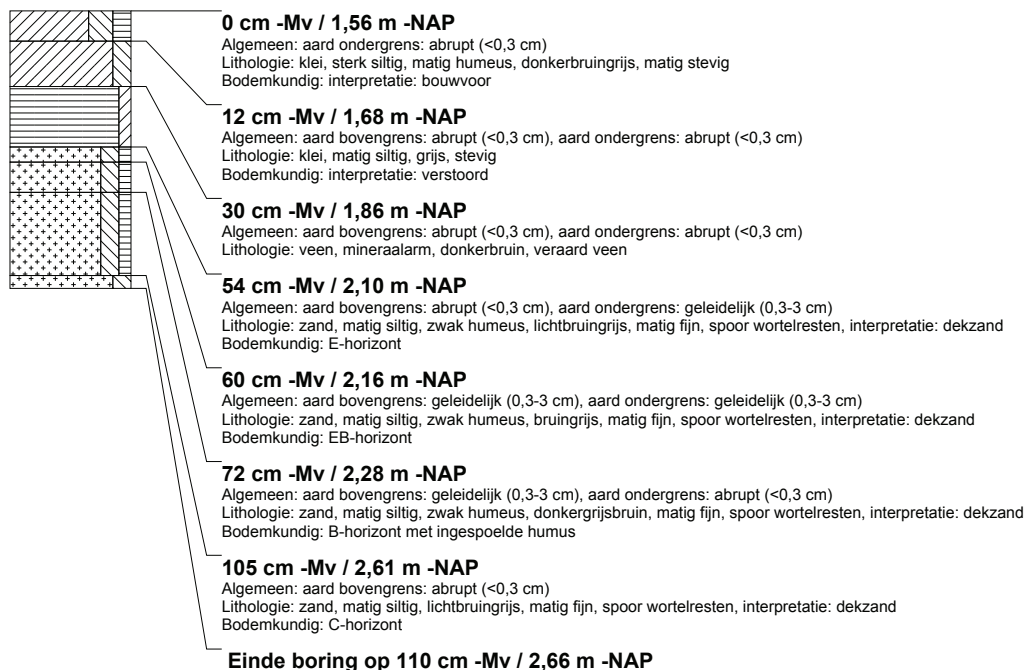 0 cm -Mv / 1,56 m -NAP
Algemeen: aard ondergrens: abrupt (<0,3 cm)
Lithologie: klei, sterk siltig, matig humeus, donkerbruingrijs, matig stevig
Bodemkundig: interpretatie: bouwvoor
12 cm -Mv / 1,68 m -NAP
Algemeen: aard bovengrens: abrupt (<0,3 cm), aard ondergrens: abrupt (<0,3 cm)
Lithologie: klei, matig siltig, grijs, stevig
Bodemkundig: interpretatie: verstoord
30 cm -Mv / 1,86 m -NAP
Algemeen: aard bovengrens: abrupt (<0,3 cm), aard ondergrens: abrupt (<0,3 cm)
Lithologie: veen, mineraalarm, donkerbruin, veraard veen
54 cm -Mv / 2,10 m -NAP
Algemeen: aard bovengrens: abrupt (<0,3 cm), aard ondergrens: geleidelijk (0,3-3 cm)
Lithologie: zand, matig siltig, zwak humeus, lichtbruingrijs, matig fijn, spoor wortelresten, interpretatie: dekzand
Bodemkundig: E-horizont
60 cm -Mv / 2,16 m -NAP
Algemeen: aard bovengrens: geleidelijk (0,3-3 cm), aard ondergrens: geleidelijk (0,3-3 cm)
Lithologie: zand, matig siltig, zwak humeus, bruingrijs, matig fijn, spoor wortelresten, interpretatie: dekzand
Bodemkundig: EB-horizont
72 cm -Mv / 2,28 m -NAP
Algemeen: aard bovengrens: geleidelijk (0,3-3 cm), aard ondergrens: abrupt (<0,3 cm)
Lithologie: zand, matig siltig, zwak humeus, donkergrijsbruin, matig fijn, spoor wortelresten, interpretatie: dekzand
Bodemkundig: B-horizont met ingespoelde humus
105 cm -Mv / 2,61 m -NAP
Algemeen: aard bovengrens: abrupt (<0,3 cm)
Lithologie: zand, matig siltig, lichtbruingrijs, matig fijn, spoor wortelresten, interpretatie: dekzand
Bodemkundig: C-horizont
Einde boring op 110 cm -Mv / 2,66 m -NAP